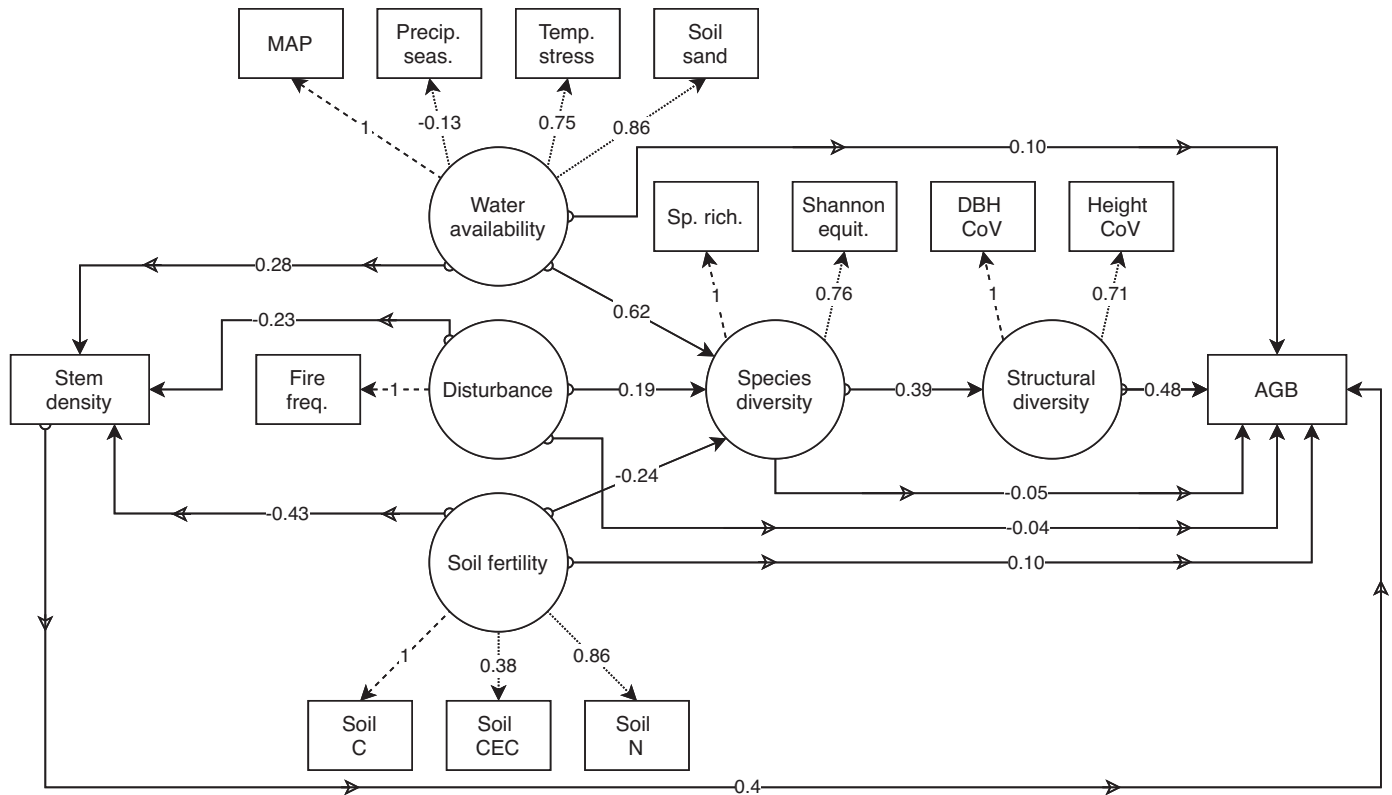 MAP
Precip.
seas.
Temp.
stress
Soil
sand
1
-0.13
0.75
0.86
0.10
Water
availability
Sp. rich.
Shannon
equit.
DBH
CoV
Height
CoV
0.28
0.62
1
0.76
1
0.71
-0.23
Stem
density
Fire
freq.
1
Disturbance
0.19
Species
diversity
0.39
Structural
diversity
0.48
AGB
-0.24
-0.05
-0.43
-0.04
Soil fertility
0.10
1
0.38
0.86
Soil
C
Soil
CEC
Soil
N
0.4